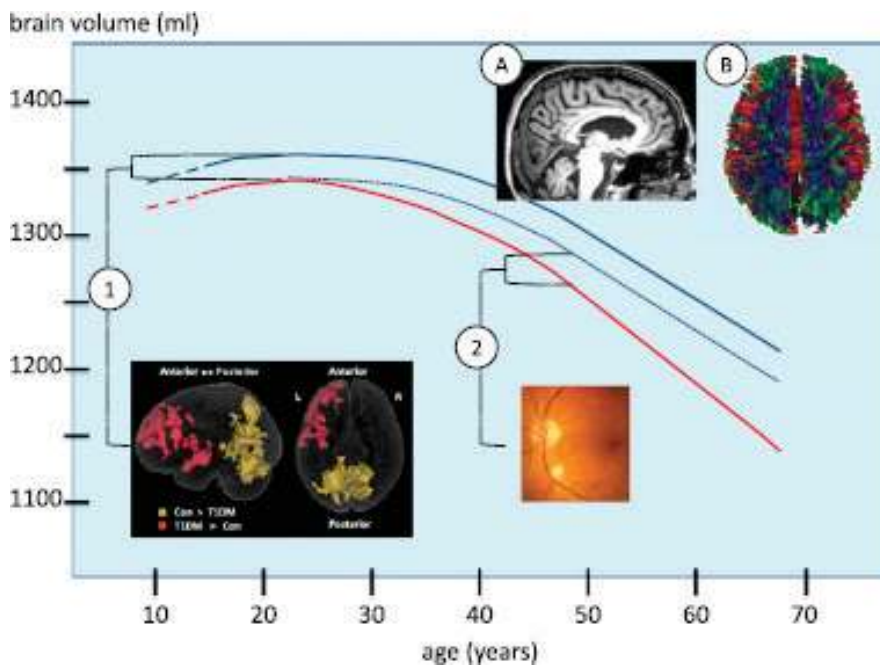 brain volume (ml)
A
B
1400
1300
1
1200
2
Anterior vs Posterior
Anterior
L
R
Con > T1DM
T1DM > Con
Posterior
1100
10 20 30 40 50 60 70
age (years)